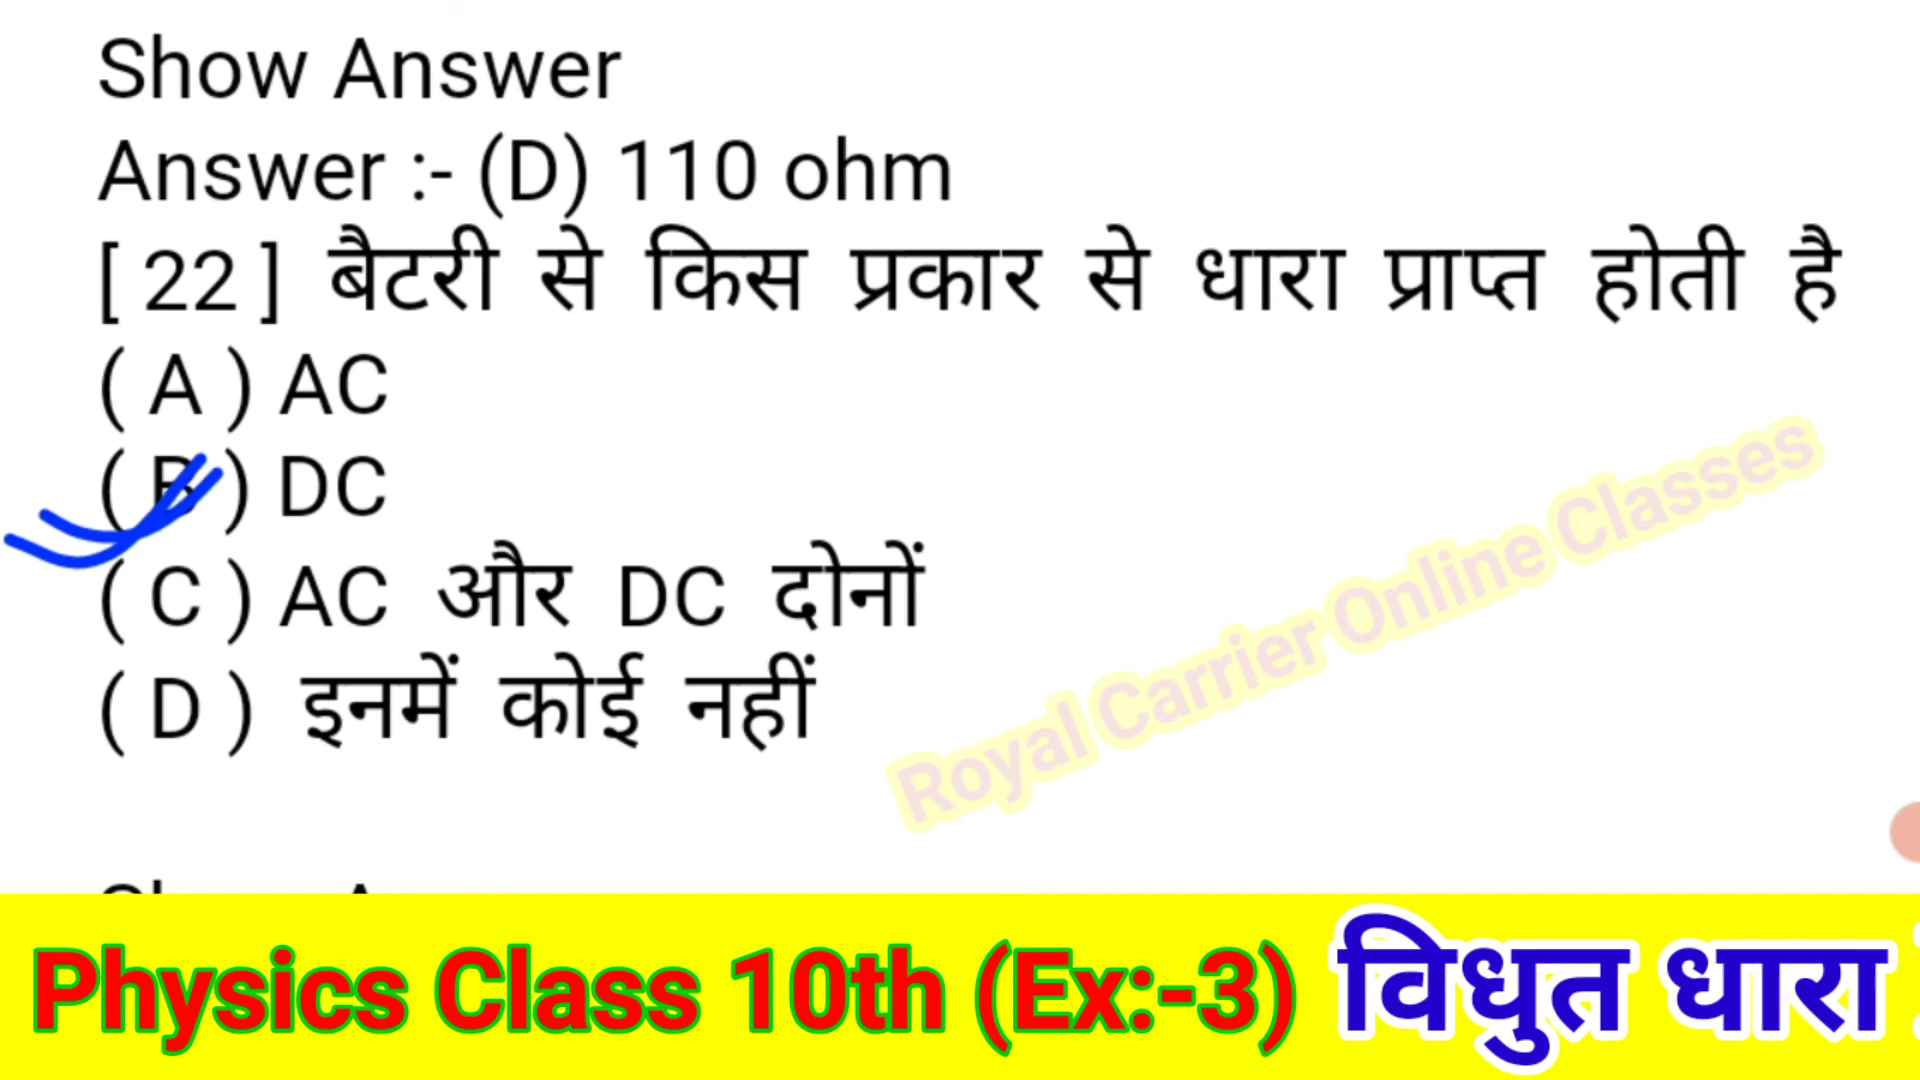 Show Answer
Answer :- (D) 110 ohm
[ 22 ] बैटरी से किस प्रकार से धारा प्राप्त होती है
( A ) AC
( B ) DC
( C ) AC और DC दोनों
( D ) इनमें कोई नहीं
Royal Carrier Online Classes
Physics Class 10th (Ex:-3) विधुत धारा